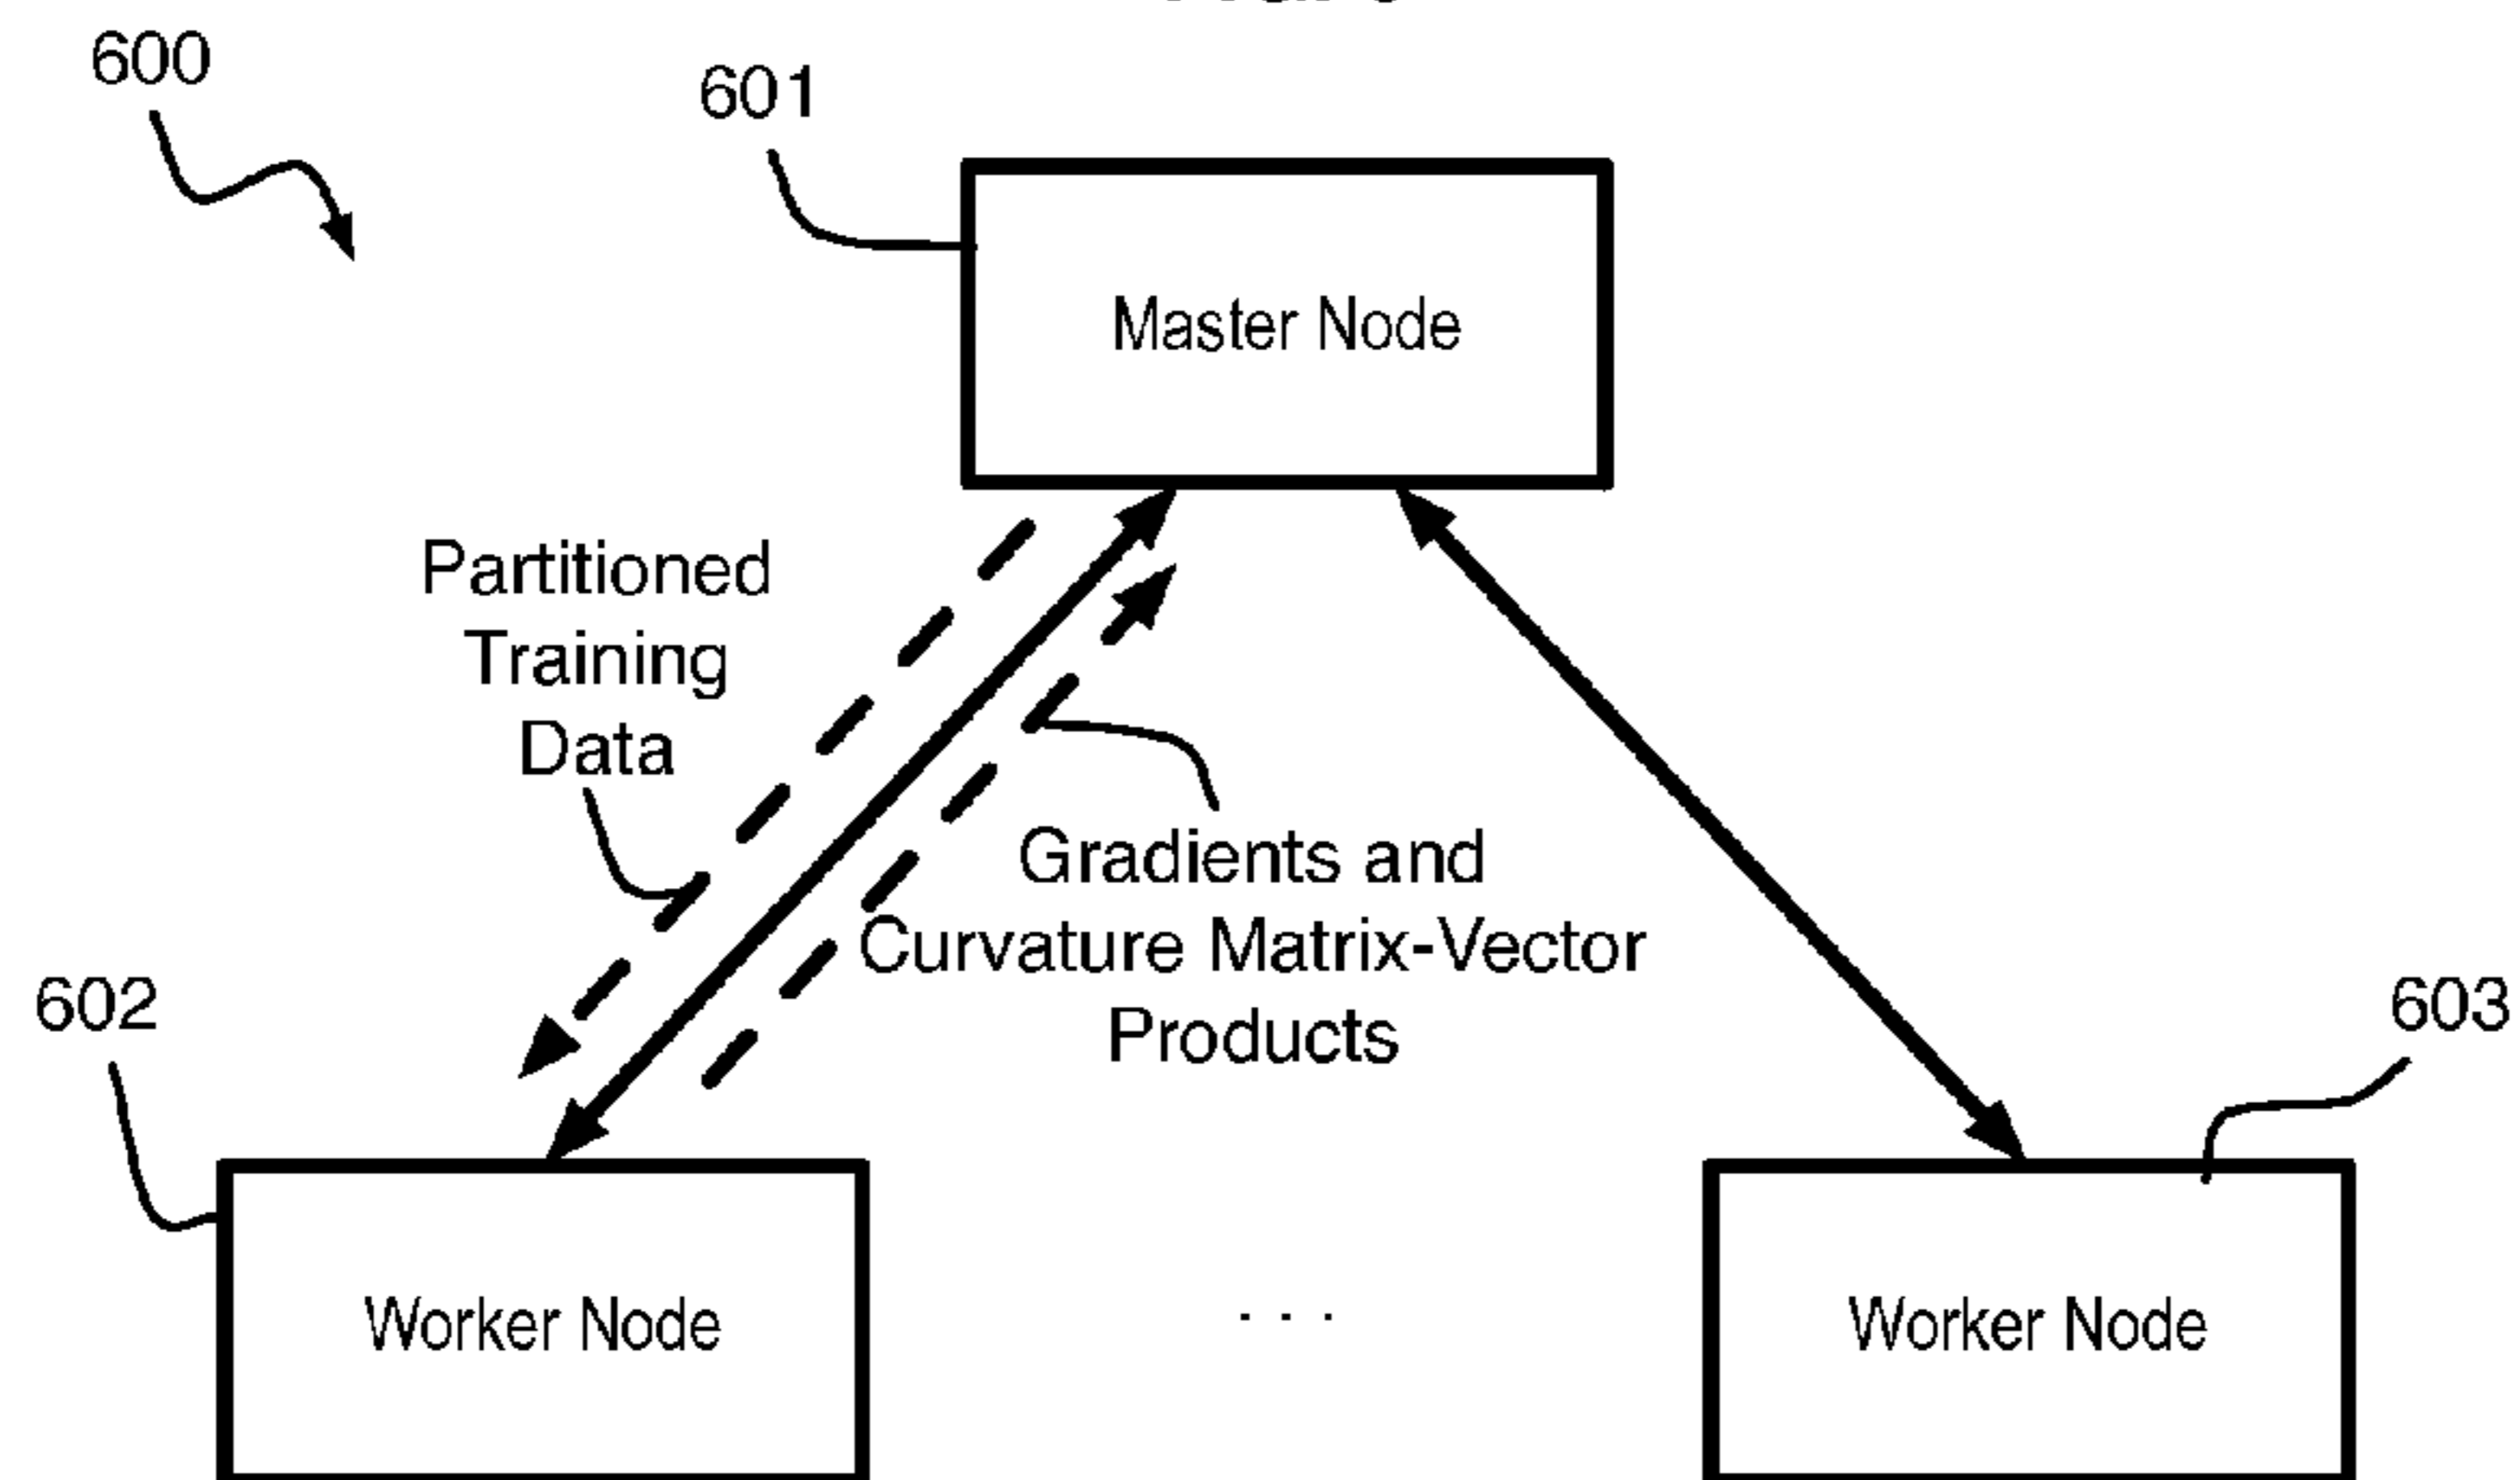 600
601
Master Node
Partitioned
Training
Data
Gradients and
Curvature Matrix-Vector
Products
602
603
Worker Node
. . .
Worker Node